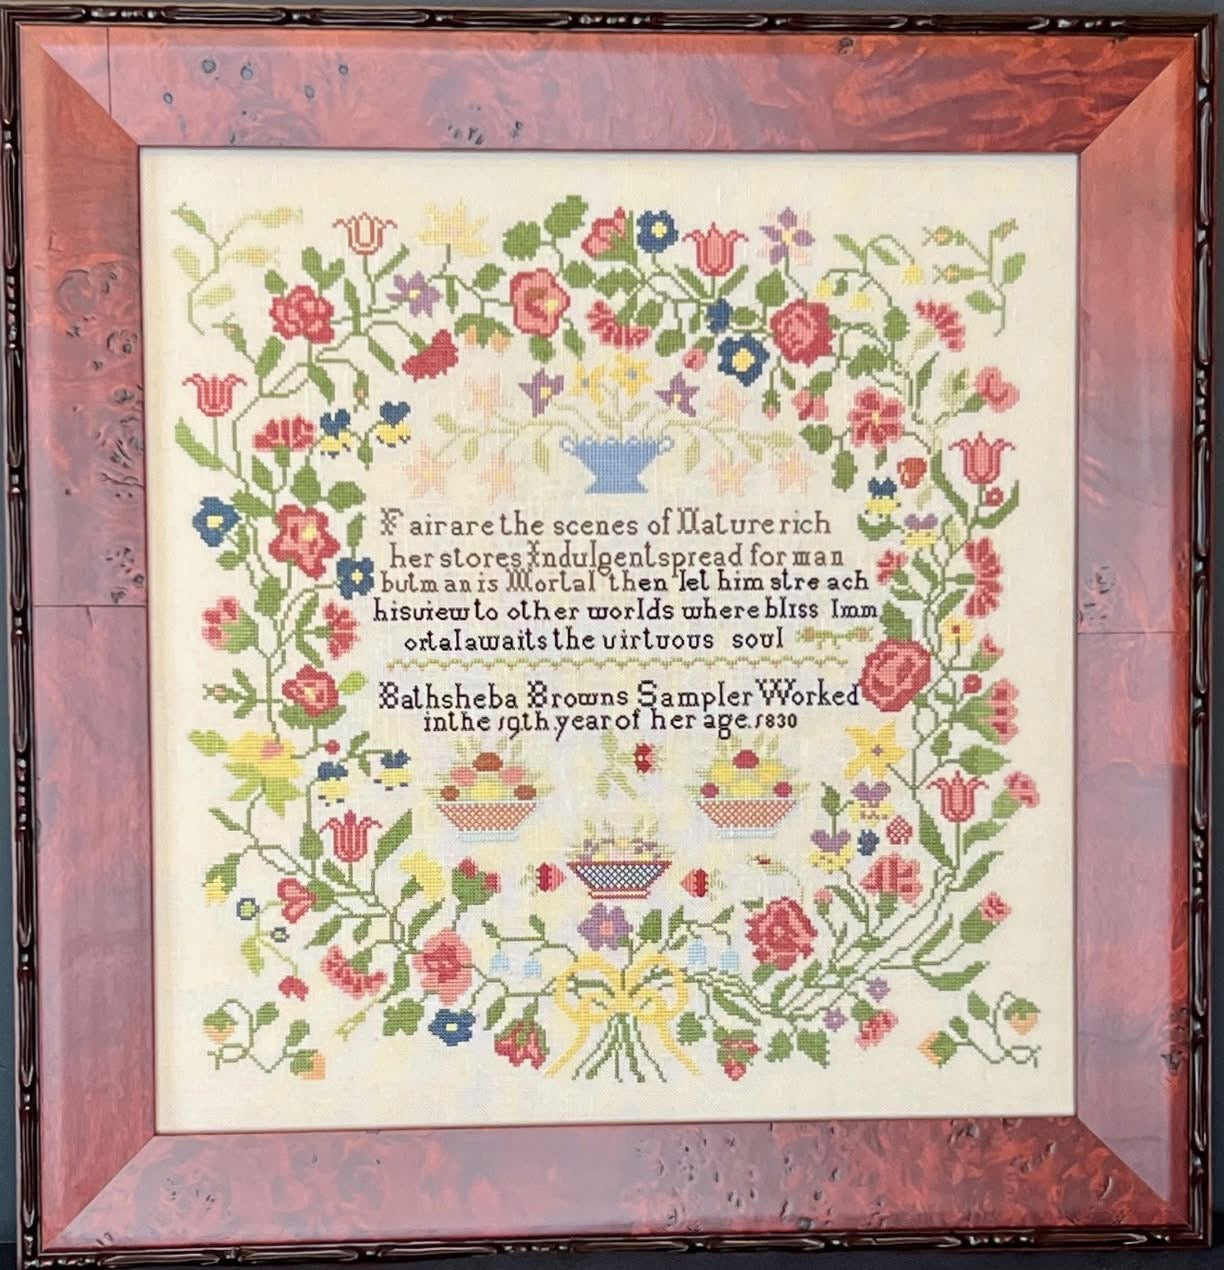 Fair are the scenes of Nature rich
her stores Indulgent spread for man
but man is Mortal then let him stre ach
his view to other worlds where bliss Imm
ortal awaits the virtuous soul
Bathsheba Browns Sampler Worked
in the 19th year of her age. 1830